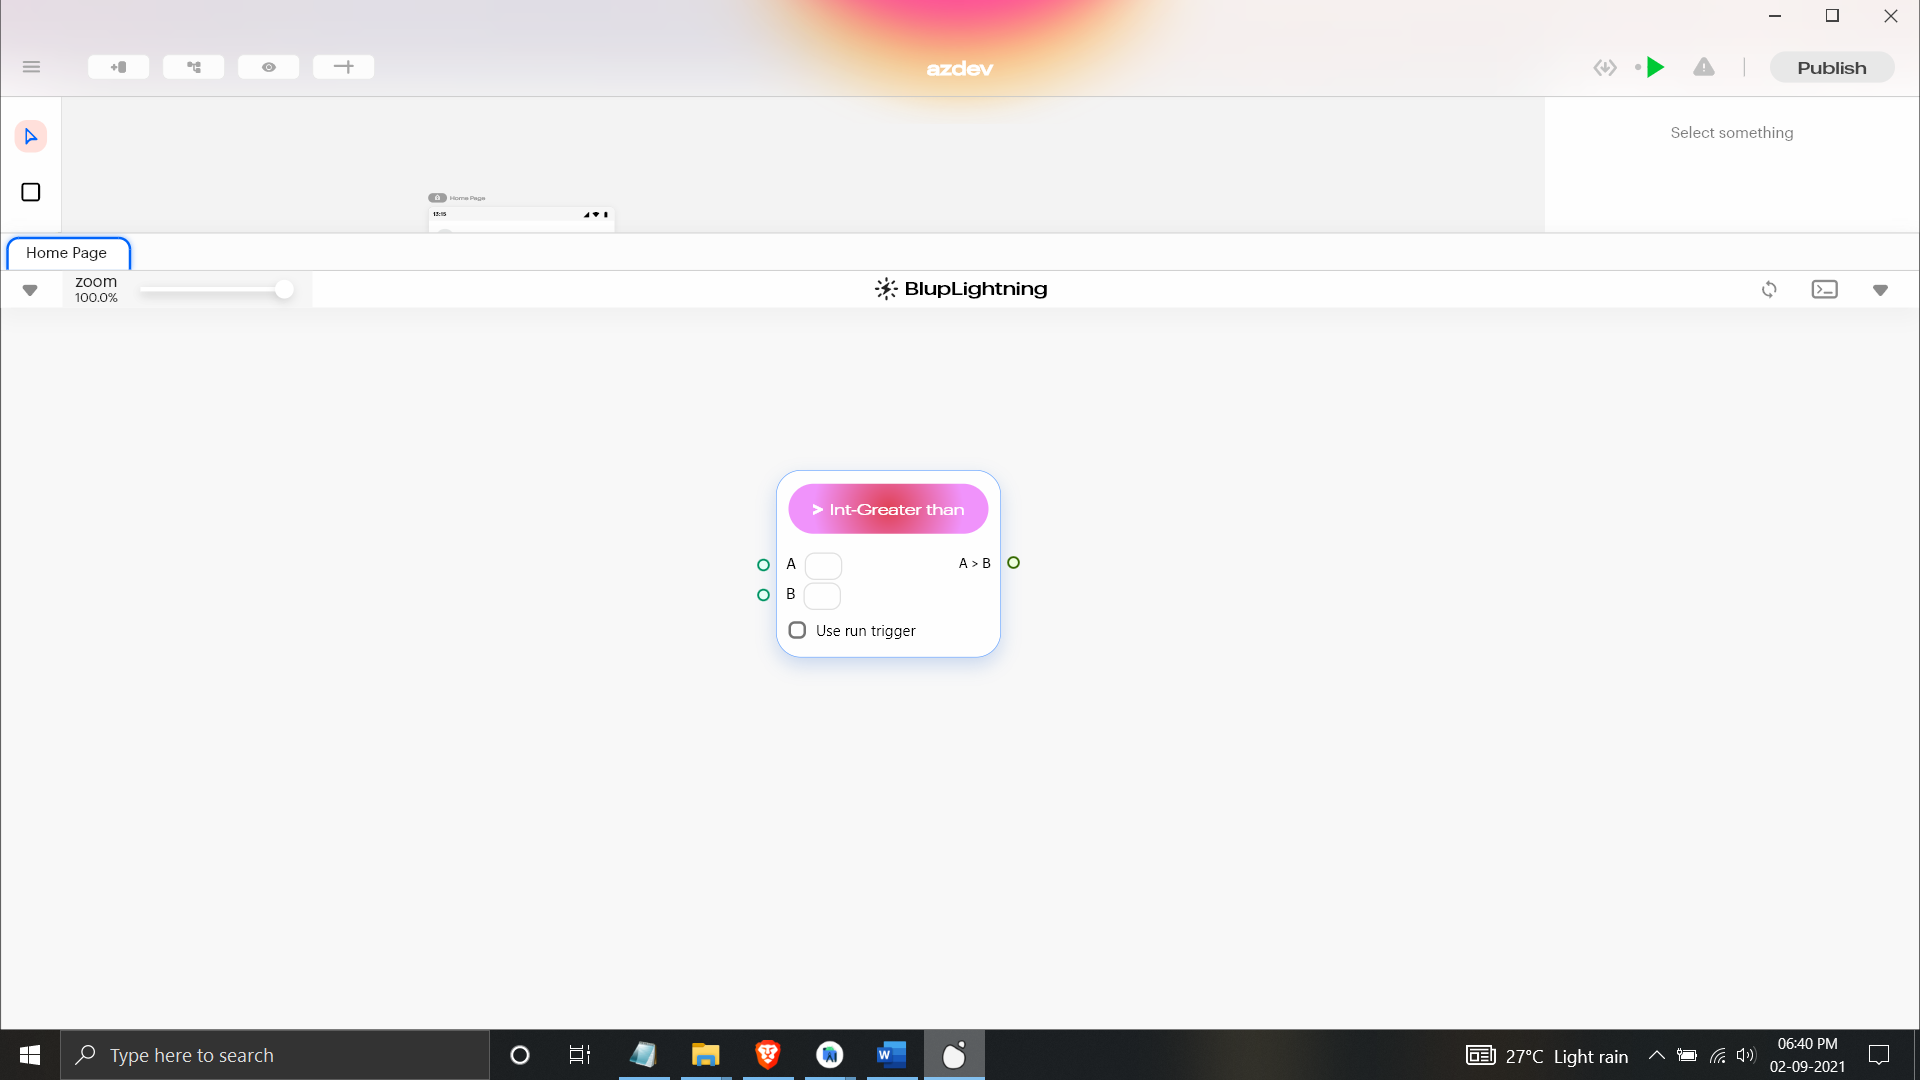 azdev
Publish
Select something
Home Page
13:15
Home Page
zoom
100.0%
BlupLightning
> Int-Greater than
A
A > B
B
Use run trigger
Type here to search
27°C Light rain
06:40 PM
02-09-2021